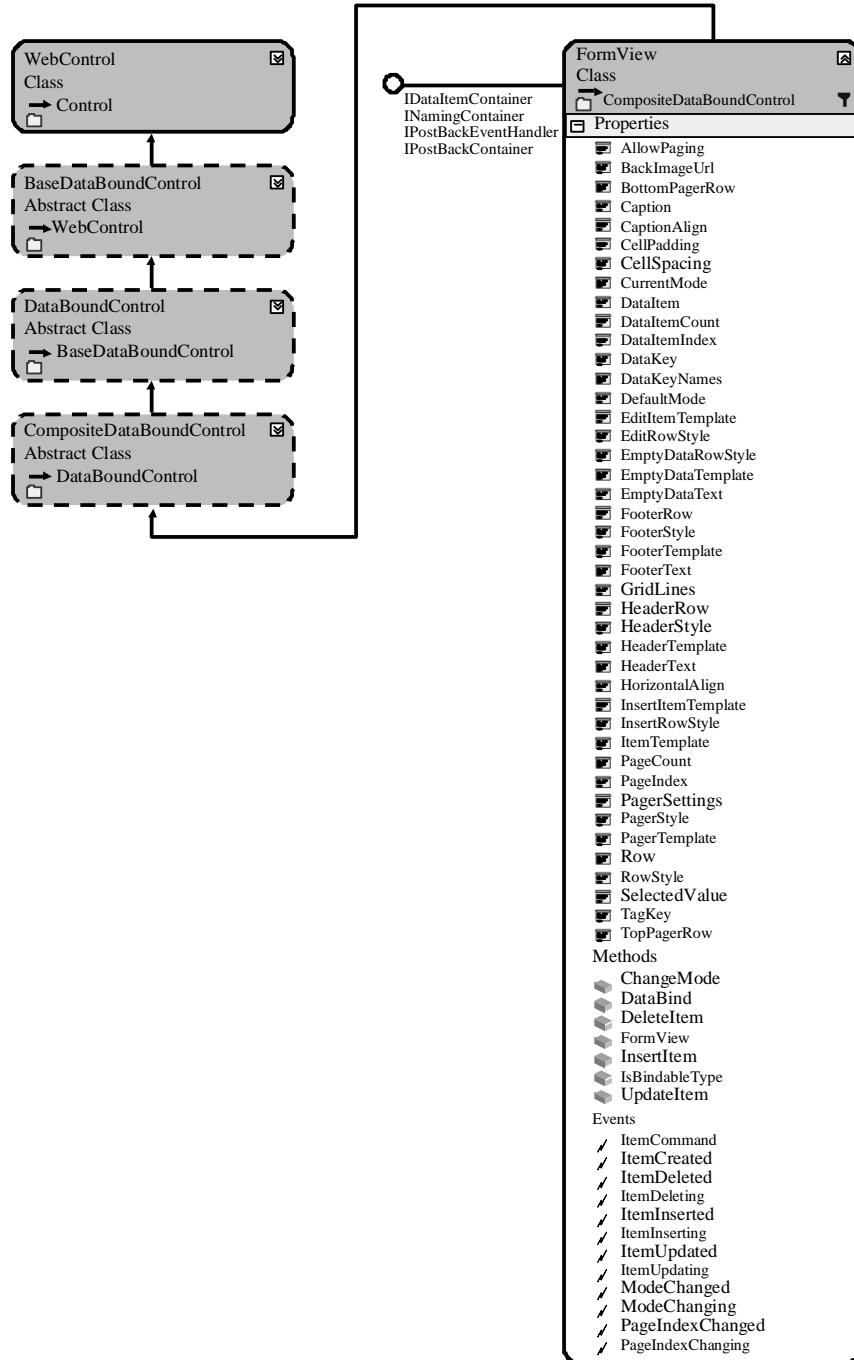 WebControl
Class
Control
BaseDataBoundControl
Abstract Class
WebControl
DataBoundControl
Abstract Class
BaseDataBoundControl
CompositeDataBoundControl
Abstract Class
DataBoundControl
IDataItemContainer
INamingContainer
IPostBackEventHandler
IPostBackContainer
FormView
Class
CompositeDataBoundControl
Properties
AllowPaging
BackImageUrl
BottomPagerRow
Caption
CaptionAlign
CellPadding
CellSpacing
CurrentMode
DataItem
DataItemCount
DataItemIndex
DataKey
DataKeyNames
DefaultMode
EditItemTemplate
EditRowStyle
EmptyDataRowStyle
EmptyDataTemplate
EmptyDataText
FooterRow
FooterStyle
FooterTemplate
FooterText
GridLines
HeaderRow
HeaderStyle
HeaderTemplate
HeaderText
HorizontalAlign
InsertItemTemplate
InsertRowStyle
ItemTemplate
PageCount
PageIndex
PagerSettings
PagerStyle
PagerTemplate
Row
RowStyle
SelectedValue
TagKey
TopPagerRow
Methods
ChangeMode
DataBind
DeleteItem
FormView
InsertItem
IsBindableType
UpdateItem
Events
ItemCommand
ItemCreated
ItemDeleted
ItemDeleting
ItemInserted
ItemInserting
ItemUpdated
ItemUpdating
ModeChanged
ModeChanging
PageIndexChanged
PageIndexChanging